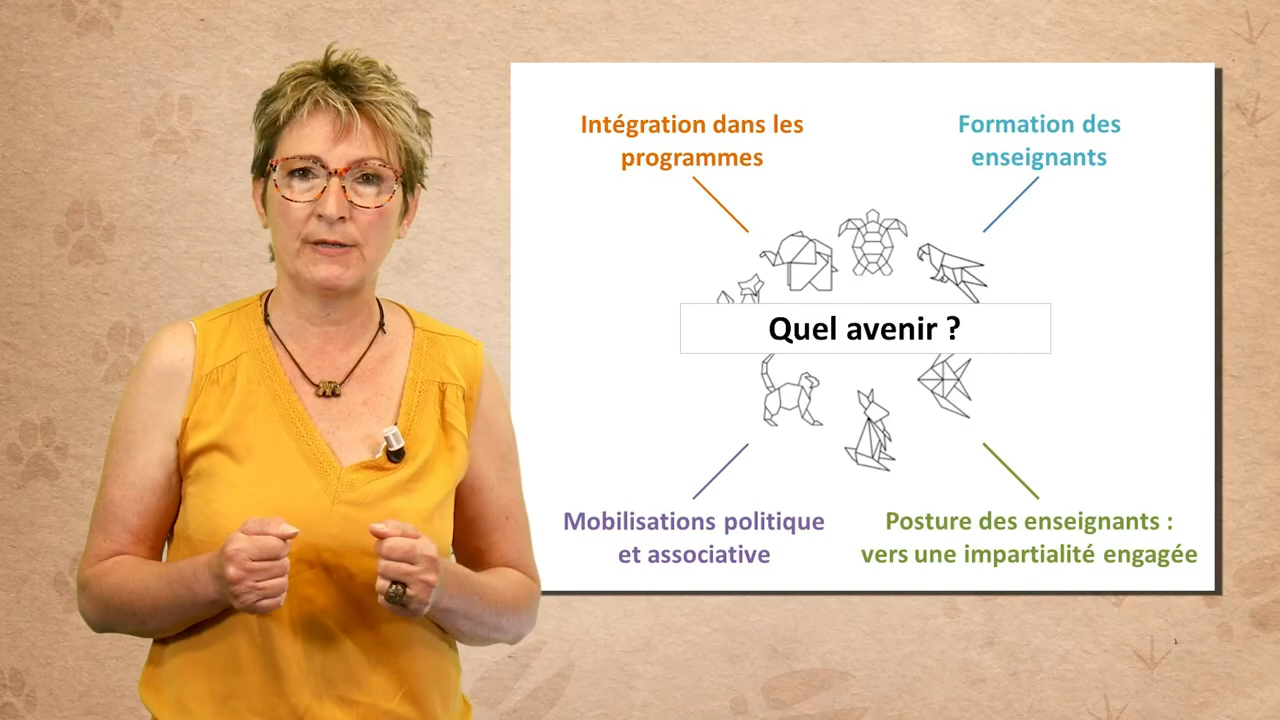 Intégration dans les
programmes
Formation des
enseignants
Quel avenir ?
Mobilisations politique
et associative
Posture des enseignants :
vers une impartialité engagée